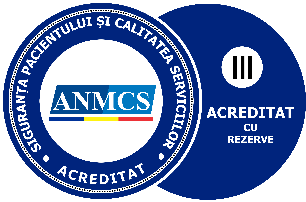 SIGURANȚA PACIENTULUI ȘI CALITATEA SERVICIILOR
ANMCS
• ACREDITAT •
III
ACREDITAT
CU
REZERVE